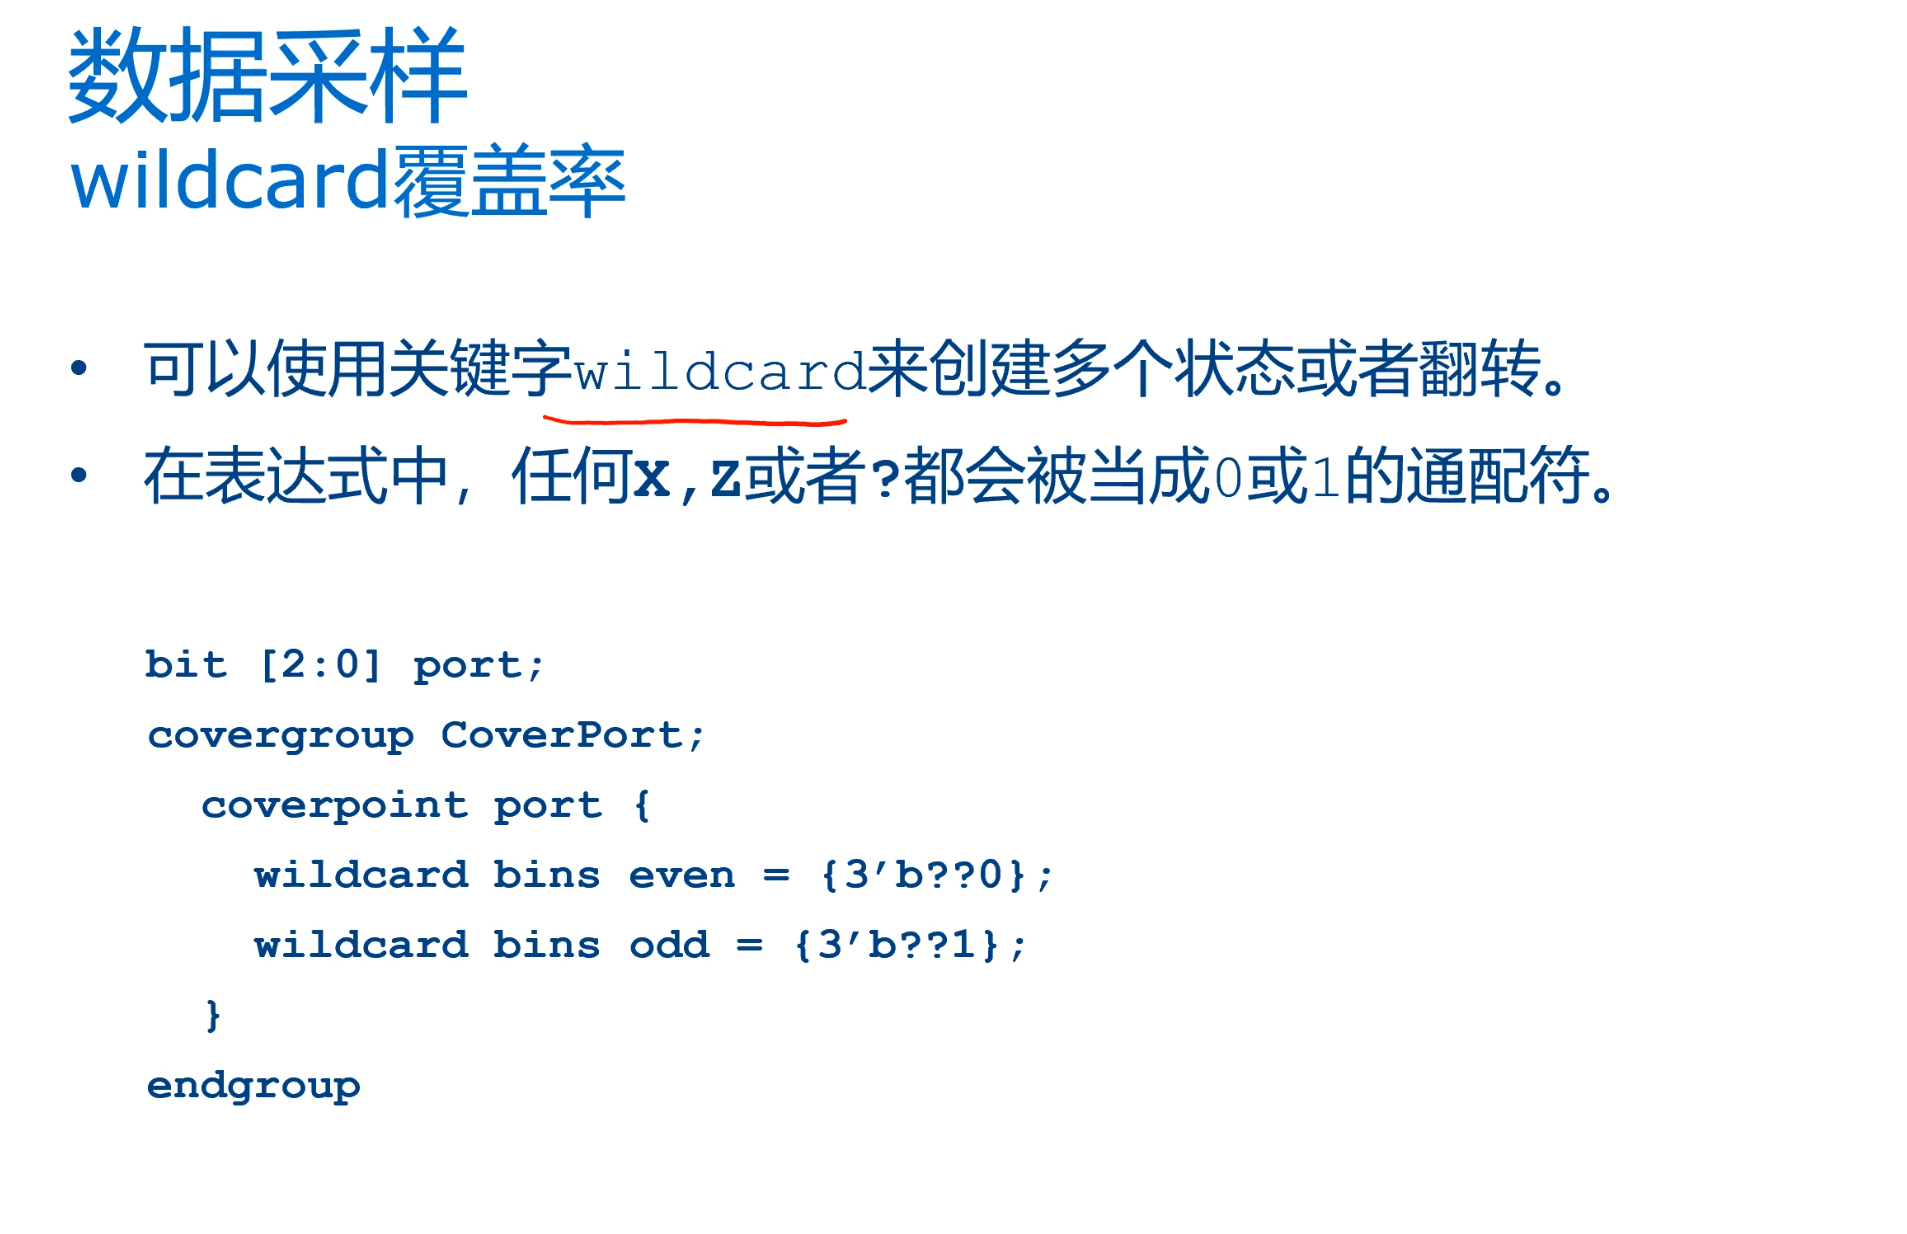 数据采样
wildcard覆盖率
• 可以使用关键字wildcard来创建多个状态或者翻转。
• 在表达式中，任何X,Z或者?都会被当成0或1的通配符。
bit [2:0] port;
covergroup CoverPort;
coverpoint port {
wildcard bins even = {3’b??0};
wildcard bins odd = {3’b??1};
}
endgroup